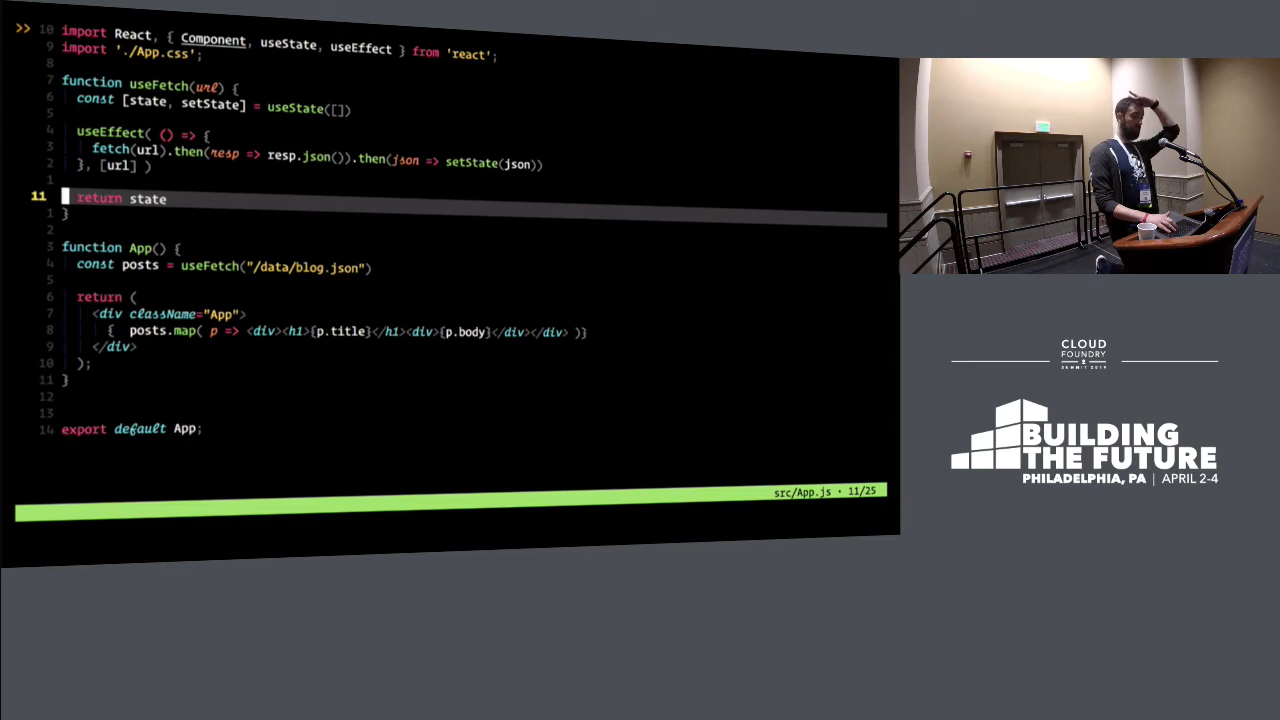 >> 10 import React, { Component, useState, useEffect } from 'react';
9 import './App.css';
8
7 function useFetch(url) {
6 const [state, setState] = useState([])
5
4 useEffect( () => {
3 fetch(url).then(resp => resp.json()).then(json => setState(json))
2 }, [url] )
1
11 return state
1 }
2
3 function App() {
4 const posts = useFetch("/data/blog.json")
5
6 return (
7 <div className="App">
8 { posts.map( p => <div><h1>{p.title}</h1><div>{p.body}</div></div> )}
9 </div>
10 );
11 }
12
13
14 export default App;
src/App.js · 11/25
CLOUD
FOUNDRY
SUMMIT 2019
BUILDING
THE FUTURE
PHILADELPHIA, PA | APRIL 2-4